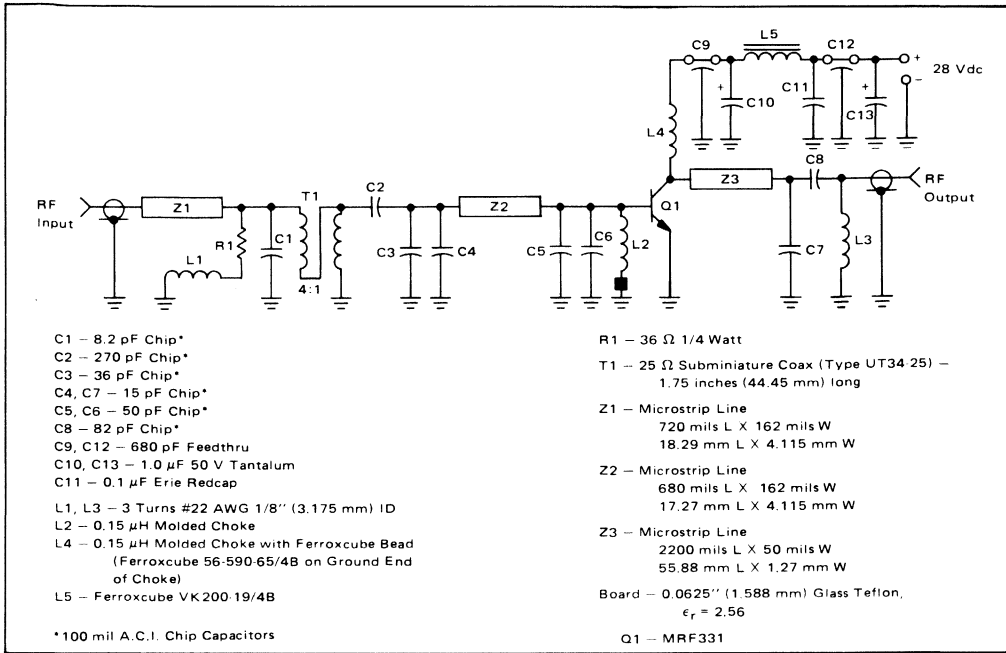 C9 L5 C12
+ 28 Vdc
-
+ C10 C11 + C13
L4
C8
RF Input Z1 T1 C2 Z2 Q1 Z3 RF Output
R1 C1 C3 C4 C5 C6 L2 C7 L3
L1
4:1
C1 – 8.2 pF Chip*
C2 – 270 pF Chip*
C3 – 36 pF Chip*
C4, C7 – 15 pF Chip*
C5, C6 – 50 pF Chip*
C8 – 82 pF Chip*
C9, C12 – 680 pF Feedthru
C10, C13 – 1.0 μF 50 V Tantalum
C11 – 0.1 μF Erie Redcap
L1, L3 – 3 Turns #22 AWG 1/8'' (3.175 mm) ID
L2 – 0.15 μH Molded Choke
L4 – 0.15 μH Molded Choke with Ferroxcube Bead
(Ferroxcube 56-590-65/4B on Ground End
of Choke)
L5 – Ferroxcube VK200-19/4B
*100 mil A.C.I. Chip Capacitors
R1 – 36 Ω 1/4 Watt
T1 – 25 Ω Subminiature Coax (Type UT34-25) –
1.75 inches (44.45 mm) long
Z1 – Microstrip Line
720 mils L X 162 mils W
18.29 mm L X 4.115 mm W
Z2 – Microstrip Line
680 mils L X 162 mils W
17.27 mm L X 4.115 mm W
Z3 – Microstrip Line
2200 mils L X 50 mils W
55.88 mm L X 1.27 mm W
Board – 0.0625'' (1.588 mm) Glass Teflon,
εr = 2.56
Q1 – MRF331